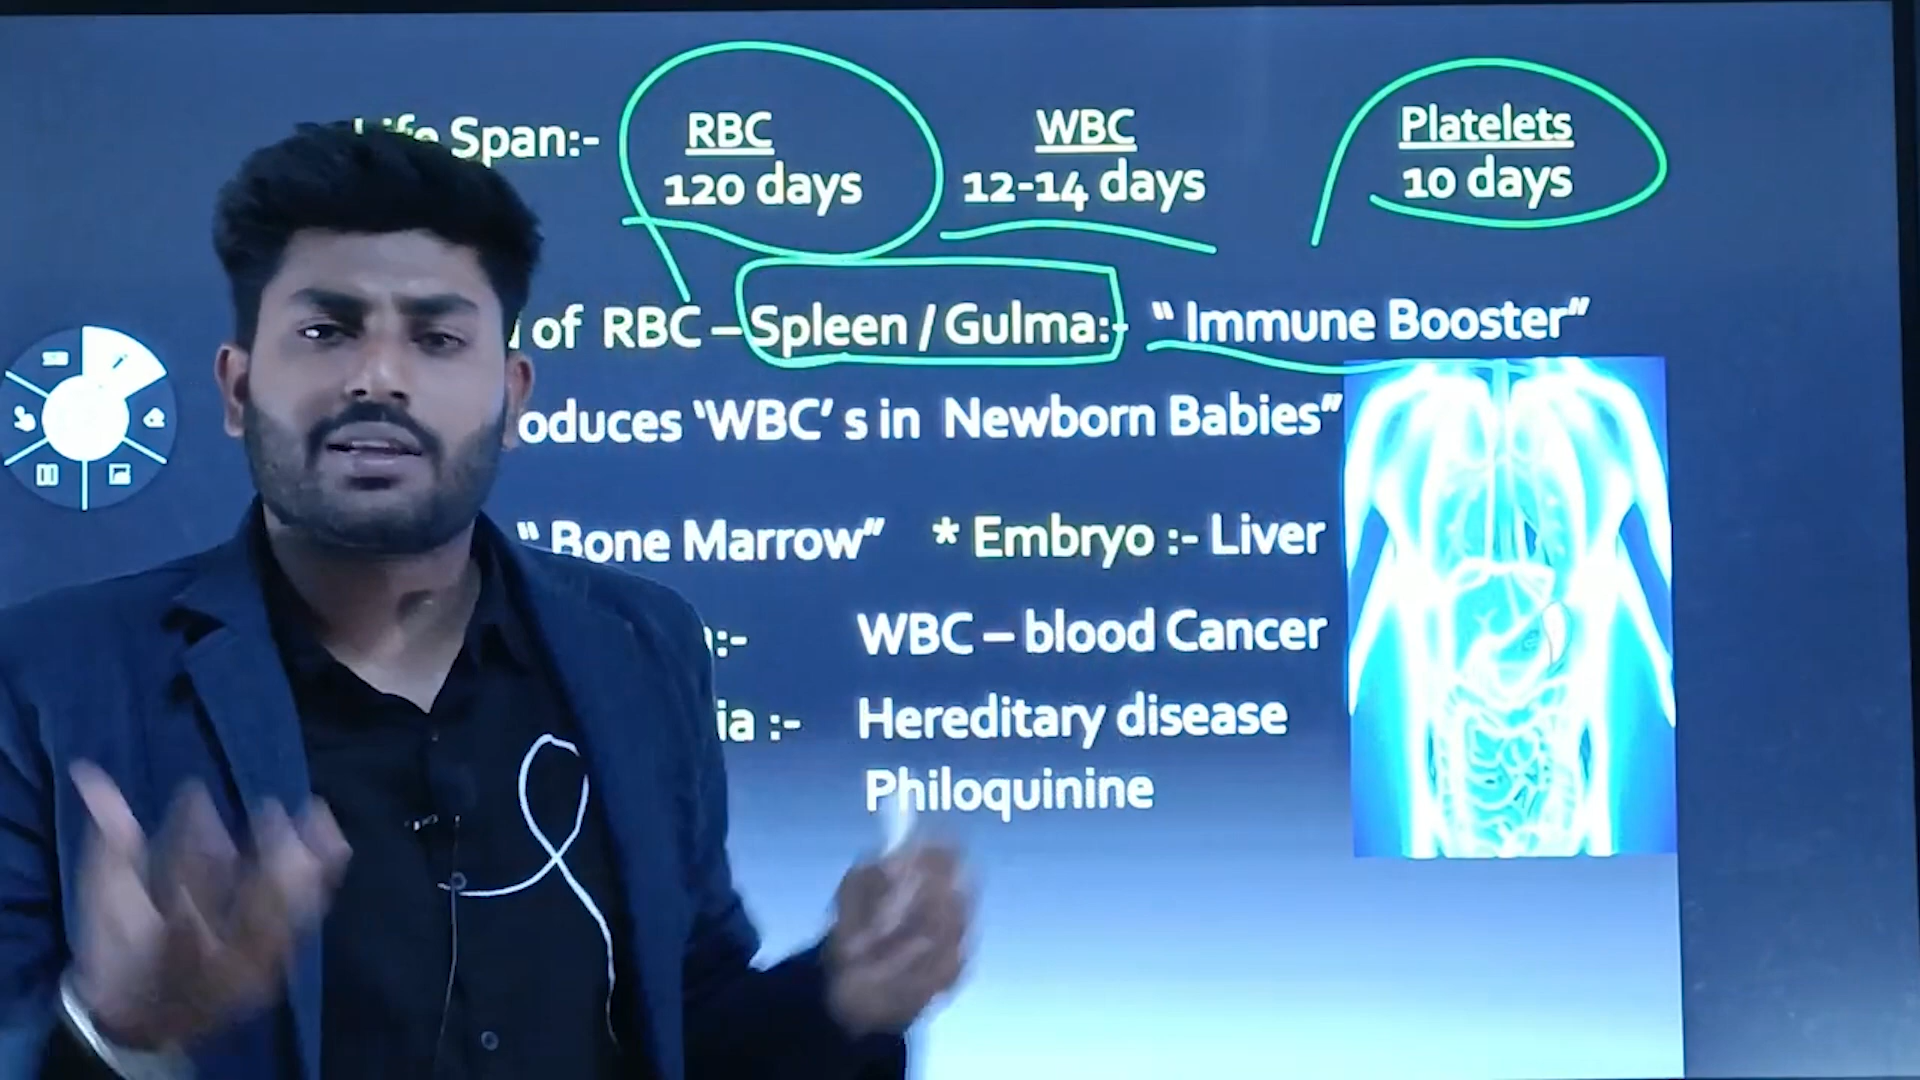 Life Span:- RBC WBC Platelets
120 days 12-14 days 10 days
of RBC – Spleen / Gulma:- “ Immune Booster”
oduces ‘WBC’ s in Newborn Babies”
“ Bone Marrow” * Embryo :- Liver
:- WBC – blood Cancer
ia :- Hereditary disease
Philoquinine